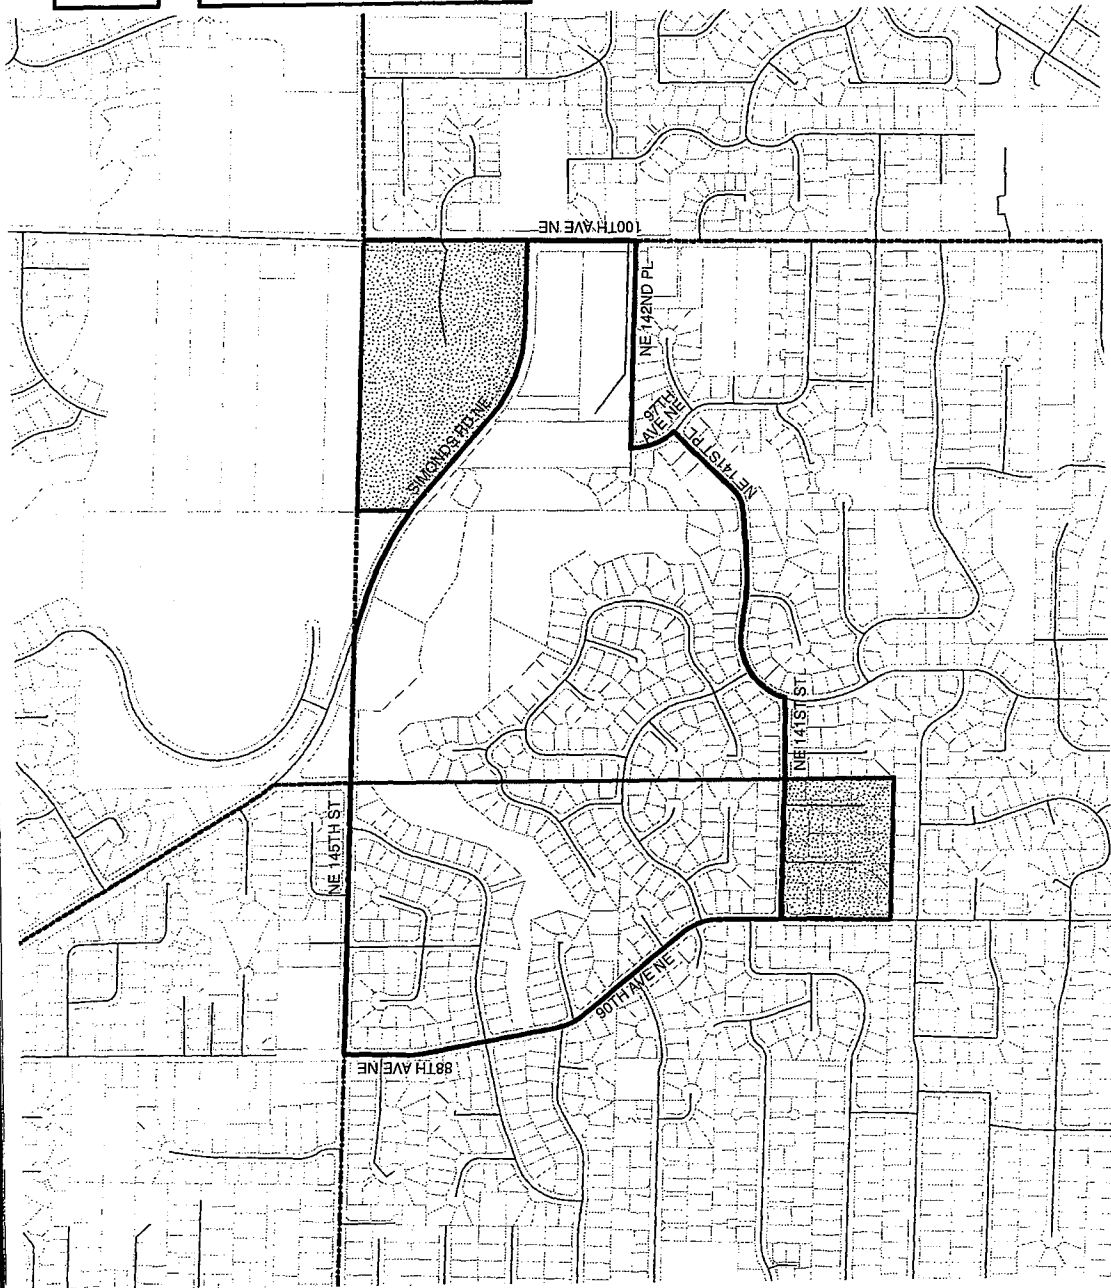 100TH AVE NE
NE 142ND PL
SIMONDS RD NE
97TH
AVE NE
NE 141ST PL
NE 141ST ST
NE 145TH ST
90TH AVE NE
88TH AVE NE